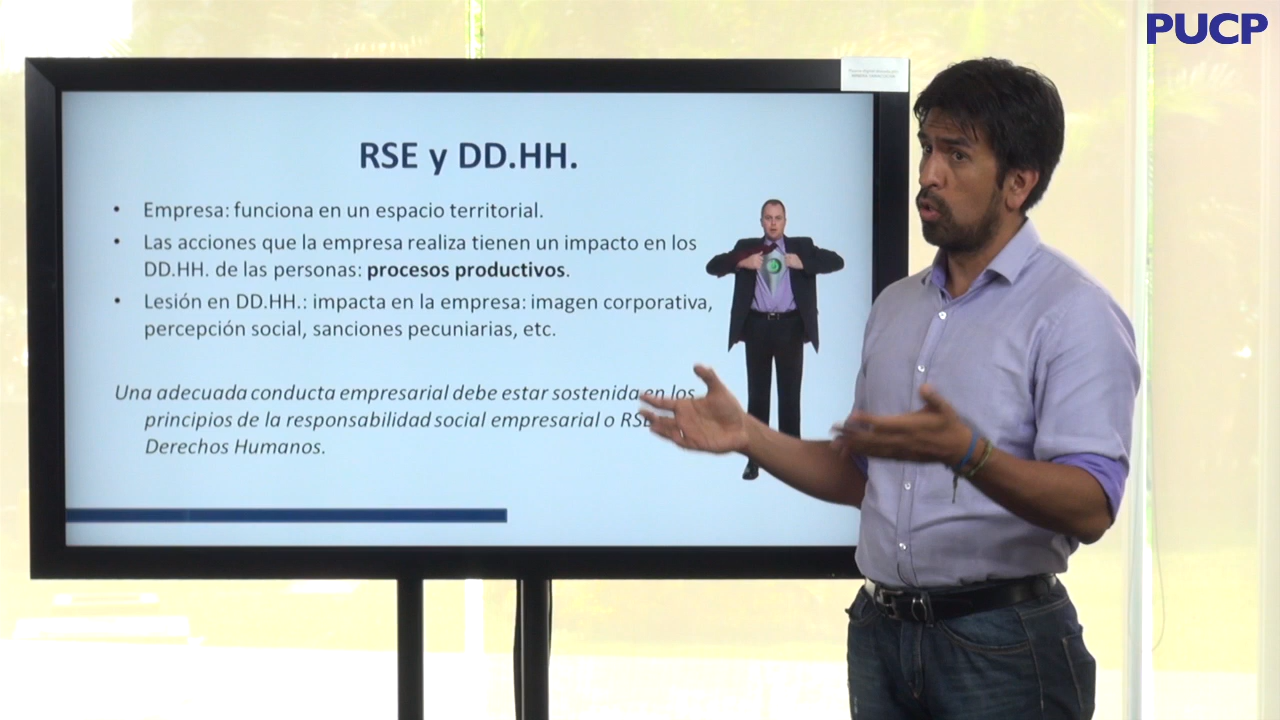 PUCP
RSE y DD.HH.
• Empresa: funciona en un espacio territorial.
• Las acciones que la empresa realiza tienen un impacto en los
DD.HH. de las personas: procesos productivos.
• Lesión en DD.HH.: impacta en la empresa: imagen corporativa,
percepción social, sanciones pecuniarias, etc.
Una adecuada conducta empresarial debe estar sostenida en los
principios de la responsabilidad social empresarial o RSE
Derechos Humanos.